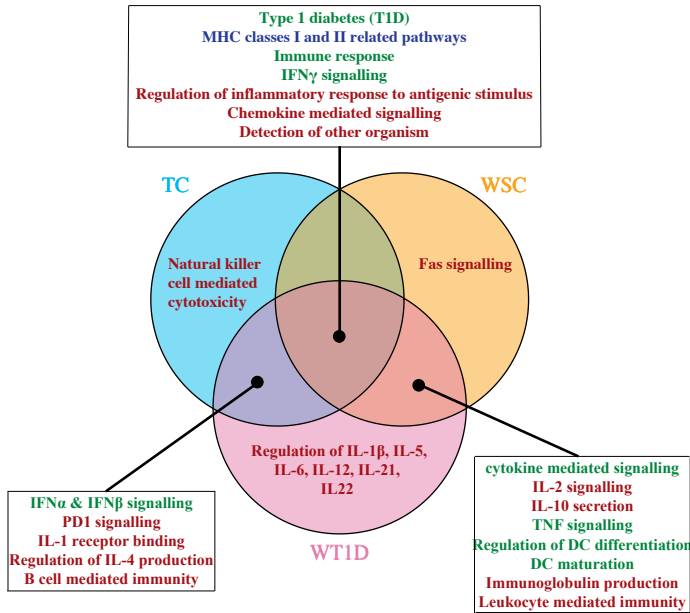 Type 1 diabetes (T1D)
MHC classes I and II related pathways
Immune response
IFNγ signalling
Regulation of inflammatory response to antigenic stimulus
Chemokine mediated signalling
Detection of other organism
TC
WSC
Natural killer
cell mediated
cytotoxicity
Fas signalling
Regulation of IL-1β, IL-5,
IL-6, IL-12, IL-21,
IL22
WT1D
IFNα & IFNβ signalling
PD1 signalling
IL-1 receptor binding
Regulation of IL-4 production
B cell mediated immunity
cytokine mediated signalling
IL-2 signalling
IL-10 secretion
TNF signalling
Regulation of DC differentiation
DC maturation
Immunoglobulin production
Leukocyte mediated immunity